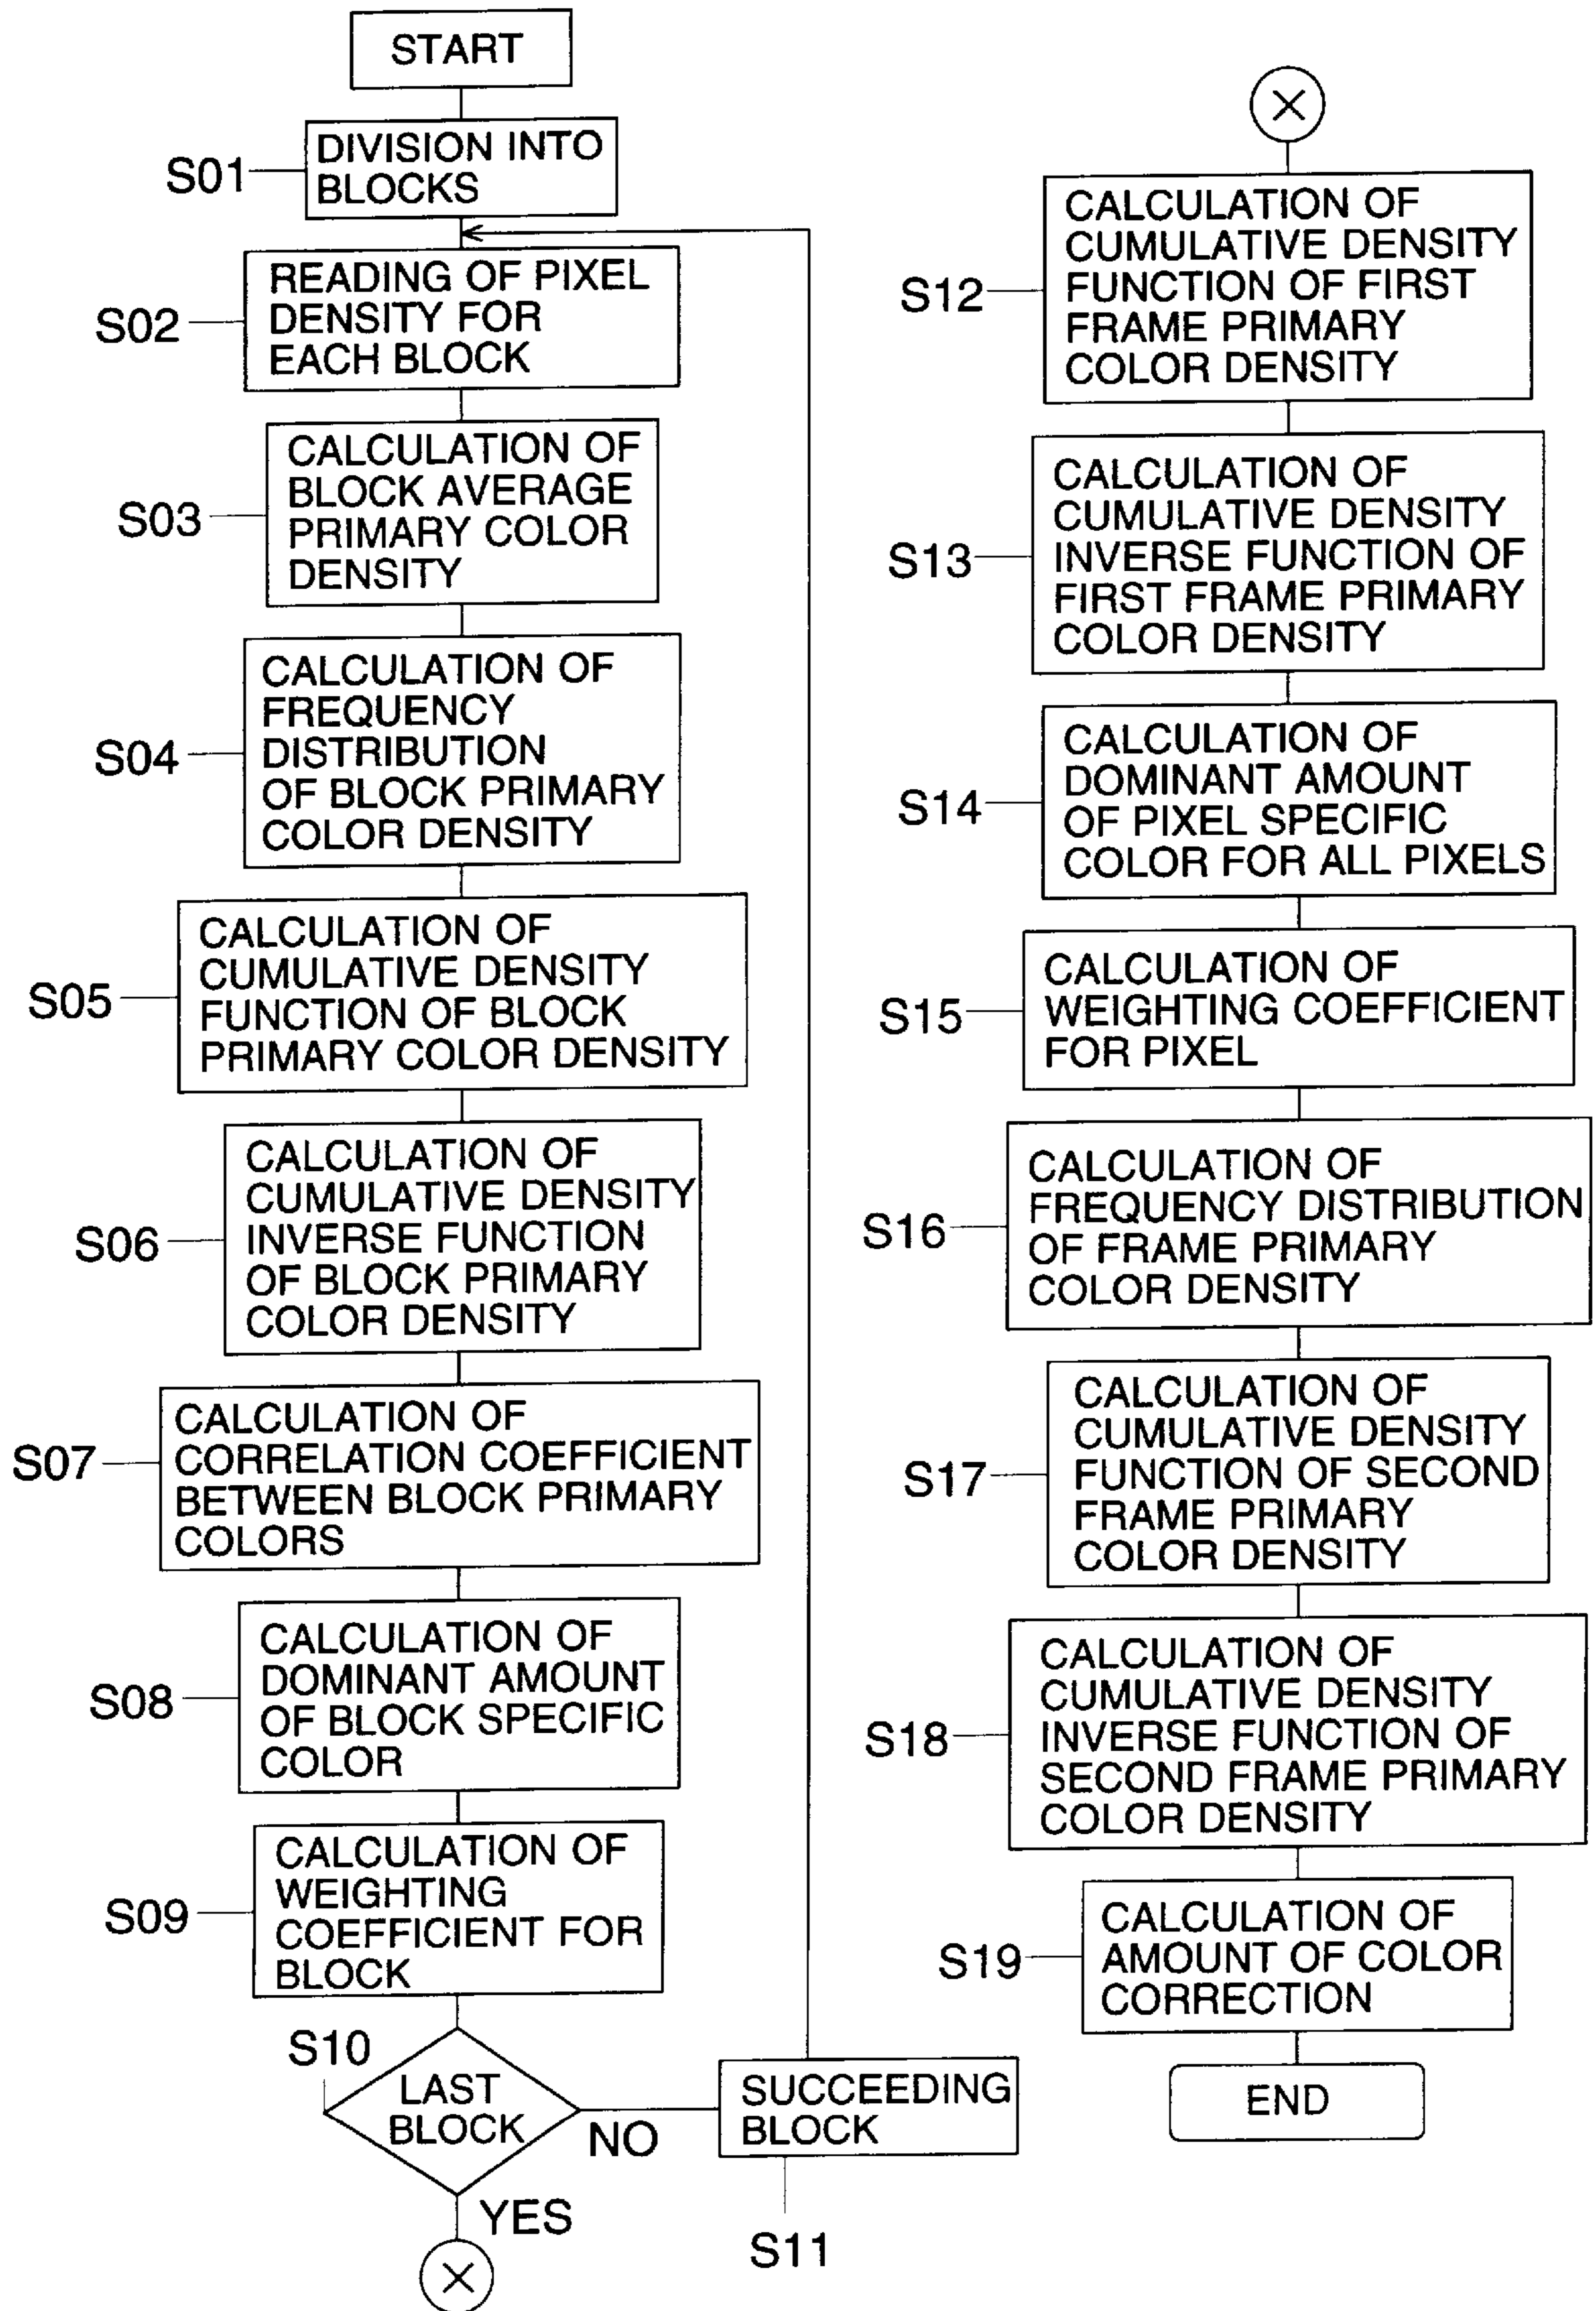 START
S01
DIVISION INTO
BLOCKS
S02
READING OF PIXEL
DENSITY FOR
EACH BLOCK
S03
CALCULATION OF
BLOCK AVERAGE
PRIMARY COLOR
DENSITY
S04
CALCULATION OF
FREQUENCY
DISTRIBUTION
OF BLOCK PRIMARY
COLOR DENSITY
S05
CALCULATION OF
CUMULATIVE DENSITY
FUNCTION OF BLOCK
PRIMARY COLOR DENSITY
S06
CALCULATION OF
CUMULATIVE DENSITY
INVERSE FUNCTION
OF BLOCK PRIMARY
COLOR DENSITY
S07
CALCULATION OF
CORRELATION COEFFICIENT
BETWEEN BLOCK PRIMARY
COLORS
S08
CALCULATION OF
DOMINANT AMOUNT
OF BLOCK SPECIFIC
COLOR
S09
CALCULATION OF
WEIGHTING
COEFFICIENT FOR
BLOCK
S10
LAST
BLOCK
NO
YES
X
SUCCEEDING
BLOCK
S11
X
S12
CALCULATION OF
CUMULATIVE DENSITY
FUNCTION OF FIRST
FRAME PRIMARY
COLOR DENSITY
S13
CALCULATION OF
CUMULATIVE DENSITY
INVERSE FUNCTION OF
FIRST FRAME PRIMARY
COLOR DENSITY
S14
CALCULATION OF
DOMINANT AMOUNT
OF PIXEL SPECIFIC
COLOR FOR ALL PIXELS
S15
CALCULATION OF
WEIGHTING COEFFICIENT
FOR PIXEL
S16
CALCULATION OF
FREQUENCY DISTRIBUTION
OF FRAME PRIMARY
COLOR DENSITY
S17
CALCULATION OF
CUMULATIVE DENSITY
FUNCTION OF SECOND
FRAME PRIMARY
COLOR DENSITY
S18
CALCULATION OF
CUMULATIVE DENSITY
INVERSE FUNCTION OF
SECOND FRAME PRIMARY
COLOR DENSITY
S19
CALCULATION OF
AMOUNT OF COLOR
CORRECTION
END